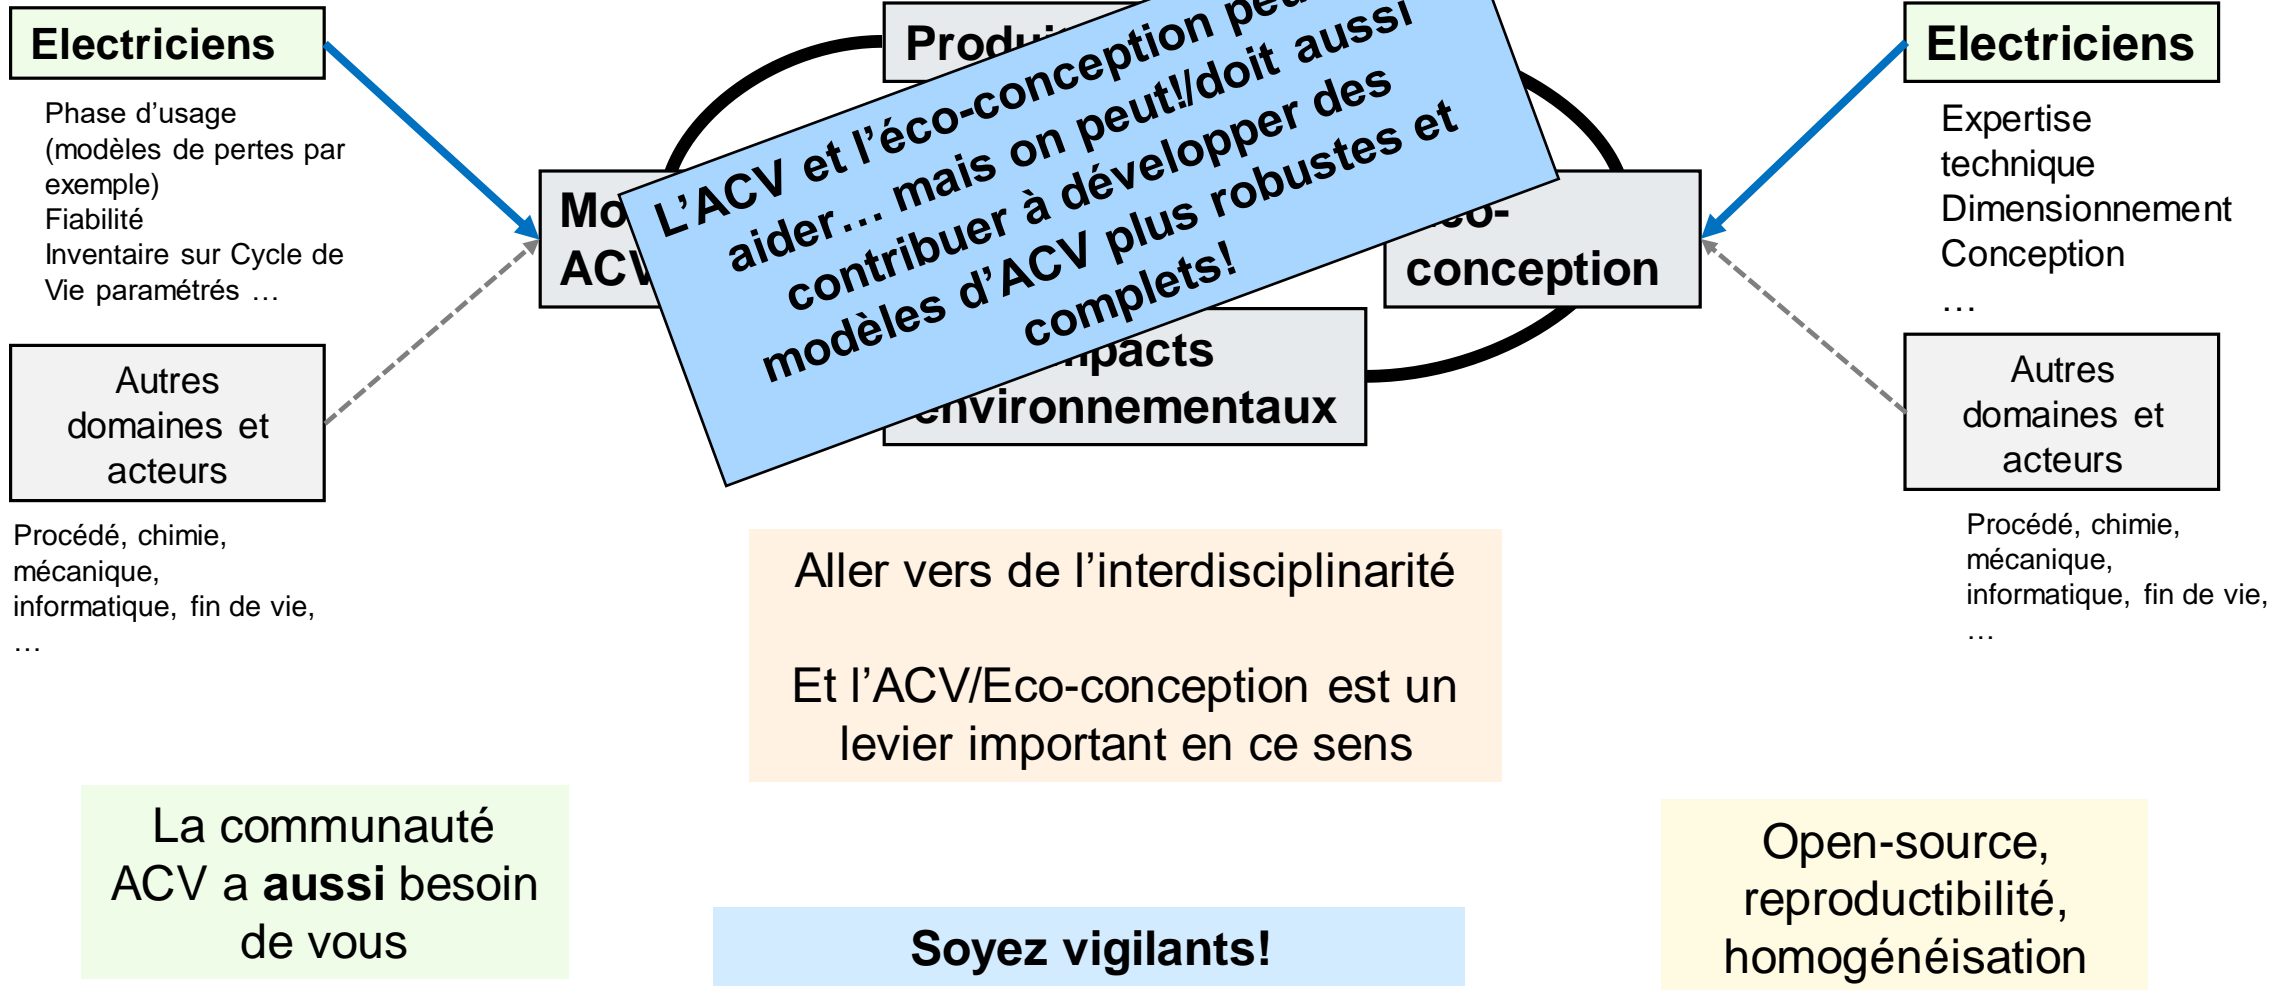 Electriciens
Phase d’usage
(modèles de pertes par
exemple)
Fiabilité
Inventaire sur Cycle de
Vie paramétrés …
Autres
domaines et
acteurs
Procédé, chimie,
mécanique,
informatique, fin de vie,
…
L’ACV et l’éco-conception
aider… mais on peut!/doit aussi
contribuer à développer des
modèles d’ACV plus robustes et
complets!
conception
environnementaux
Electriciens
Expertise
technique
Dimensionnement
Conception
…
Autres
domaines et
acteurs
Procédé, chimie,
mécanique,
informatique, fin de vie,
…
Aller vers de l’interdisciplinarité
Et l’ACV/Eco-conception est un
levier important en ce sens
La communauté
ACV a aussi besoin
de vous
Soyez vigilants!
Open-source,
reproductibilité,
homogénéisation